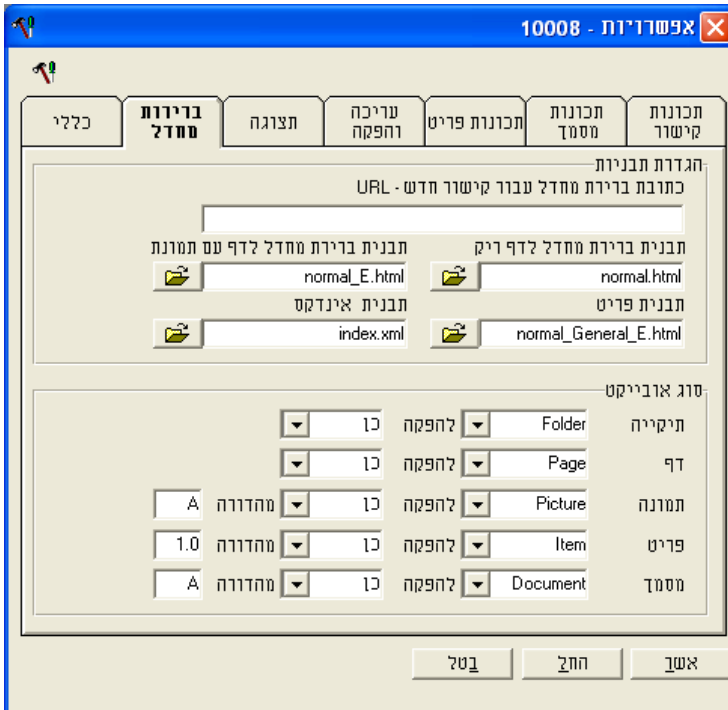 אפשרויות - 10008
תכונות קישור
תכונות מסמך
תכונות פריט
עריכה והפקה
תצוגה
ברירות מחדל
כללי
הגדרת תבניות
כתובת ברירת מחדל עבור קישור חדש - URL
תבנית ברירת מחדל לדף ריק תבנית ברירת מחדל לדף עם תמונת
normal.html normal_E.html
תבנית פריט תבנית אינדקס
normal_General_E.html index.xml
סוג אובייקט
תיקייה Folder להפקה כן
דף Page להפקה כן
תמונה Picture להפקה כן מהדורה A
פריט Item להפקה כן מהדורה 1.0
מסמך Document להפקה כן מהדורה A
אשר החל בטל